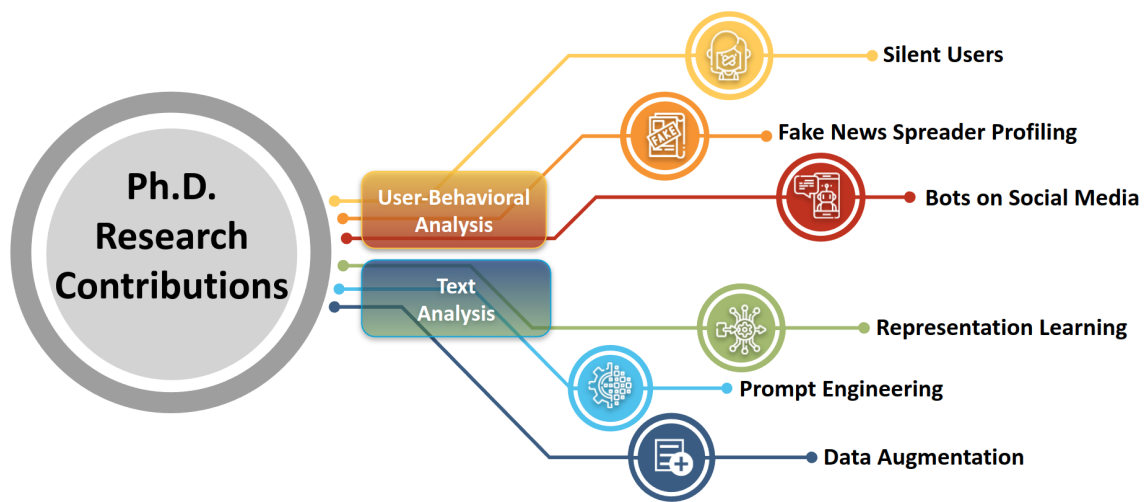 Ph.D.
Research
Contributions
User-Behavioral
Analysis
Text
Analysis
Silent Users
FAKE
Fake News Spreader Profiling
Bots on Social Media
Representation Learning
Prompt Engineering
Data Augmentation